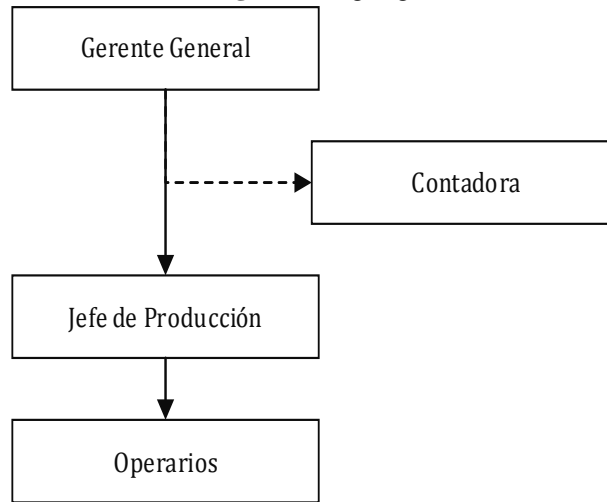 Gerente General
Contadora
Jefe de Producción
Operarios